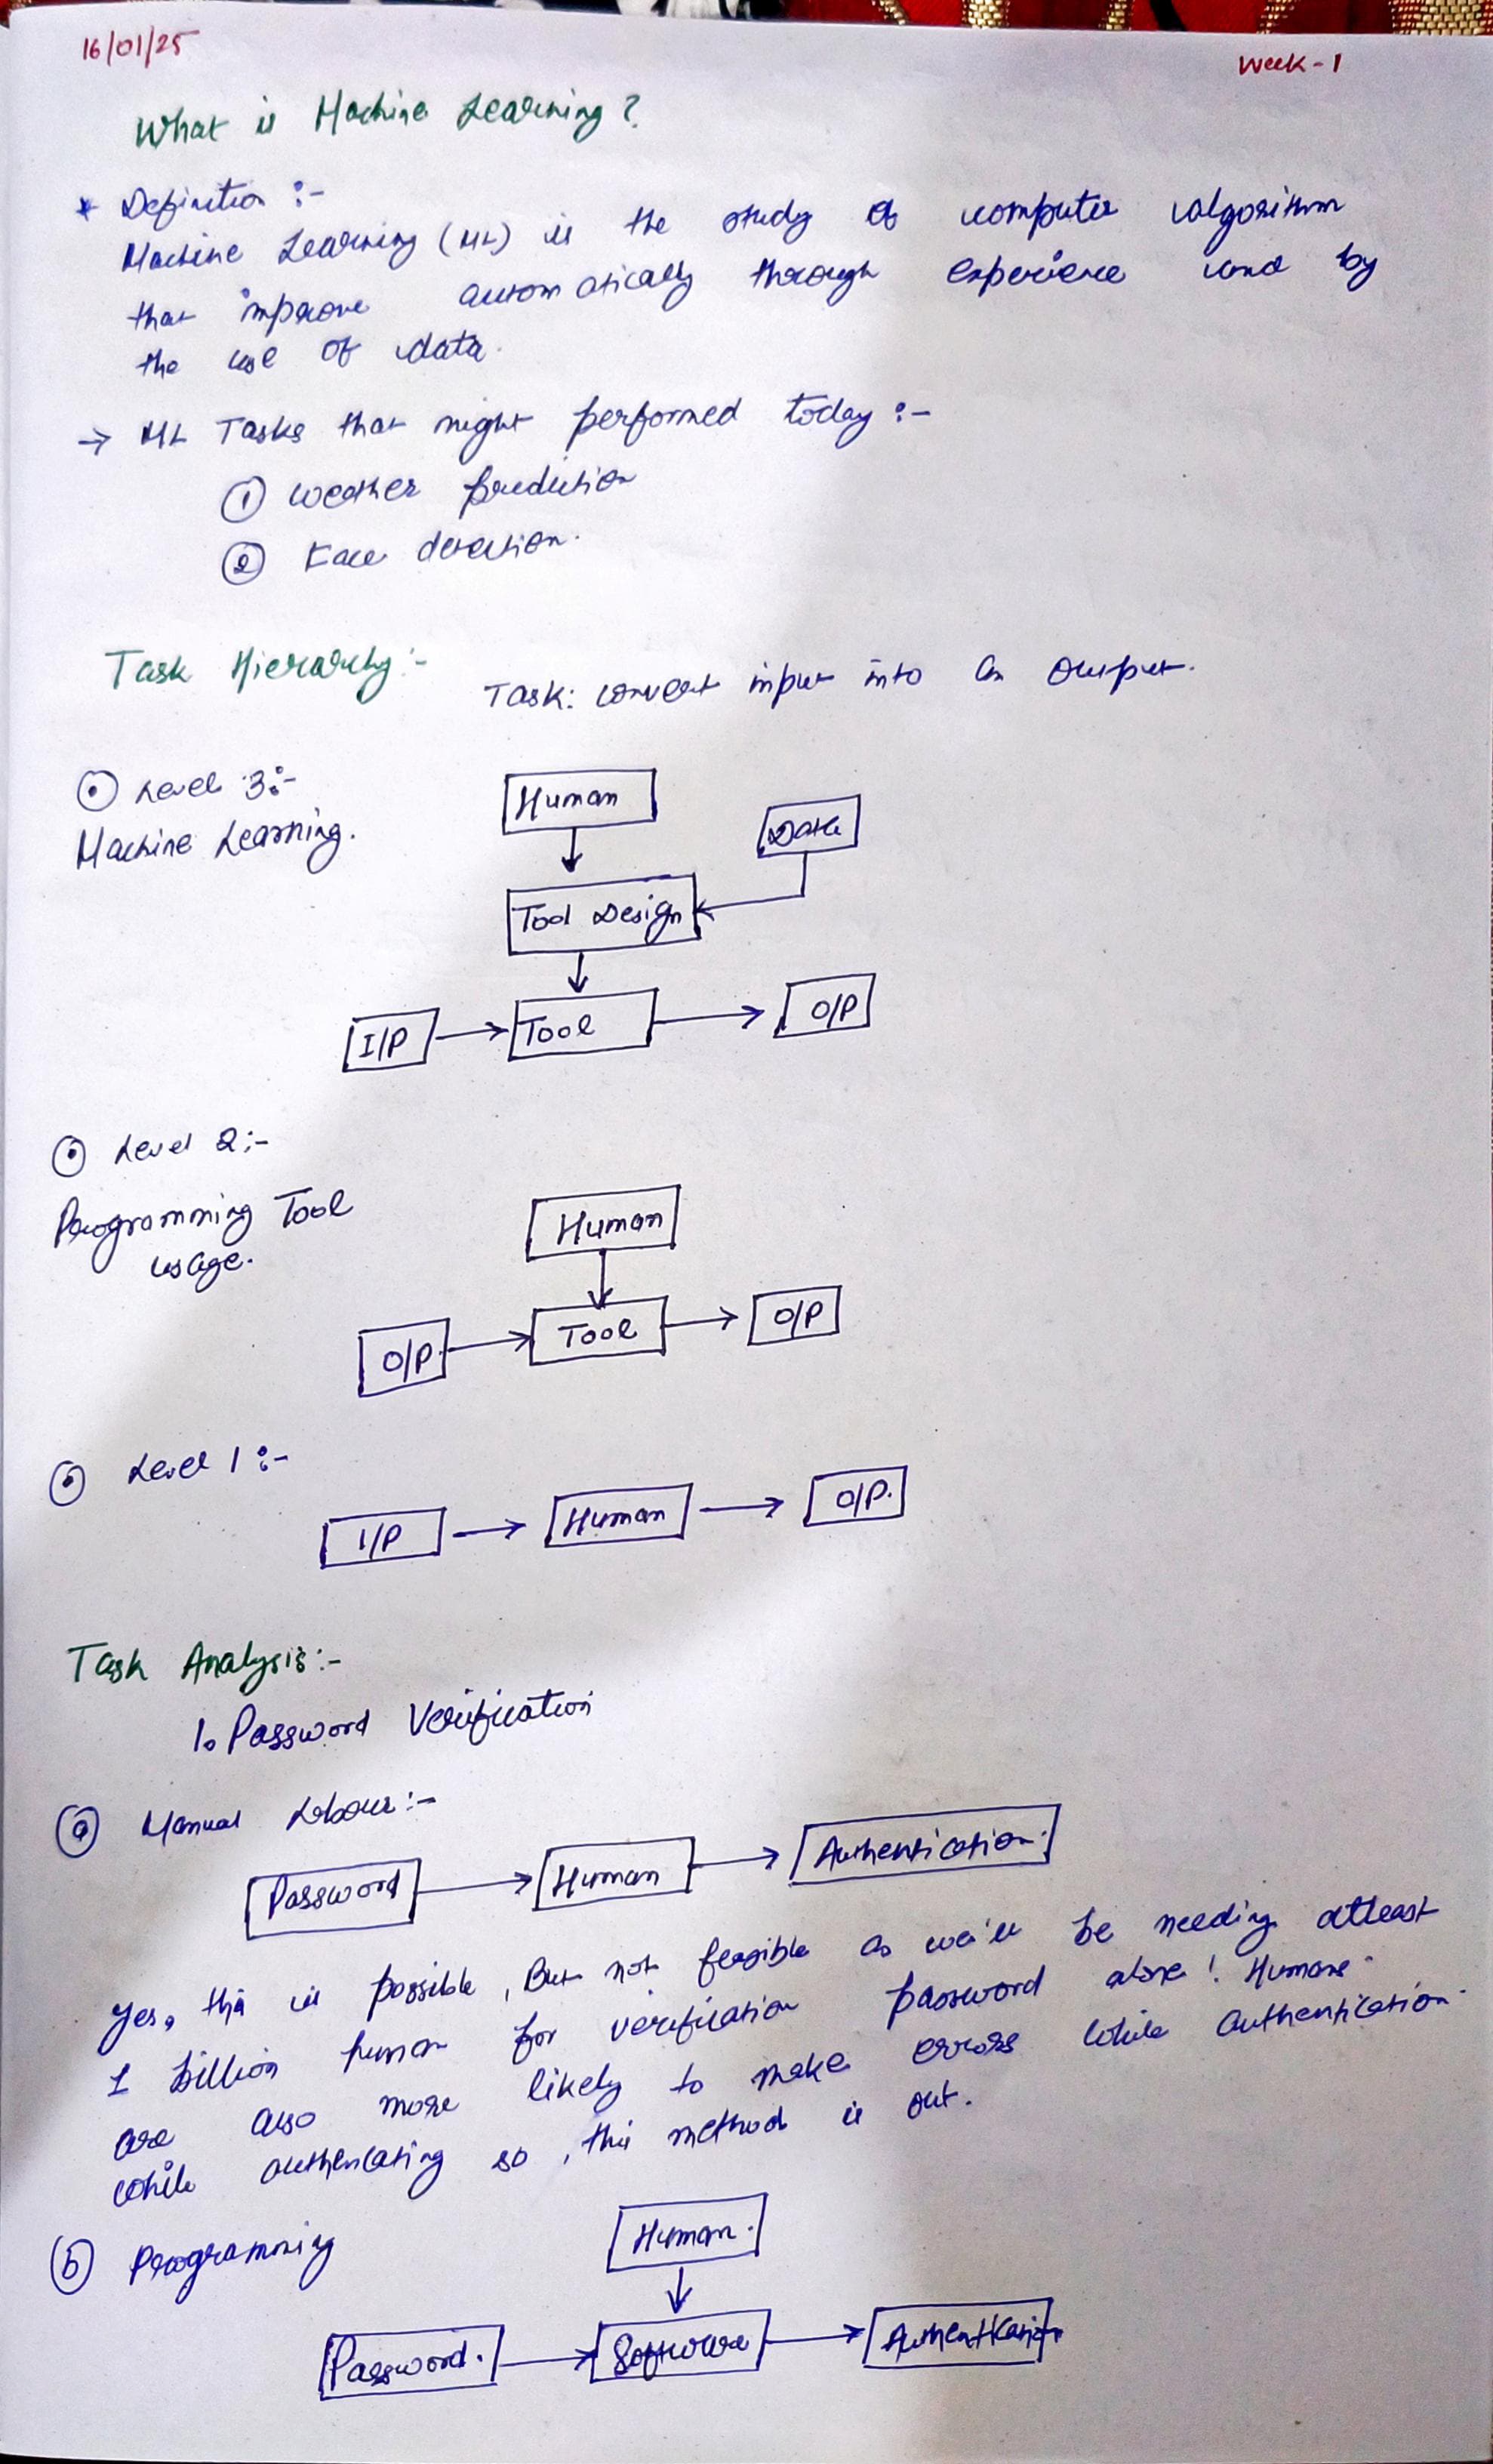 16/01/25
Week-1
What is Machine Learning?
* Definition :-
Machine Learning (ML) is the study of computer algorithm
that improve automatically through experience and by
the use of data.
→ ML Tasks that might performed today :-
① Weather prediction
② Face detection.
Task Hierarchy:-
Task: convert input into an output.
⊙ Level 3:-
Machine Learning.
Human
Data
Tool Design
I/P → Tool → O/P
⊙ Level 2:-
Programming Tool
usage.
Human
O/P → Tool → O/P
⊙ Level 1:-
I/P → Human → O/P.
Task Analysis:-
1. Password Verification
ⓐ Manual Labour:-
Password → Human → Authentication.
Yes, this is possible, But not feasible as we'll be needing atleast
1 billion human for verification password alone! Humans
are also more likely to make errors while authentication.
while authencating so, this method is out.
ⓑ Programming
Human.
Password. → Software → Authentication